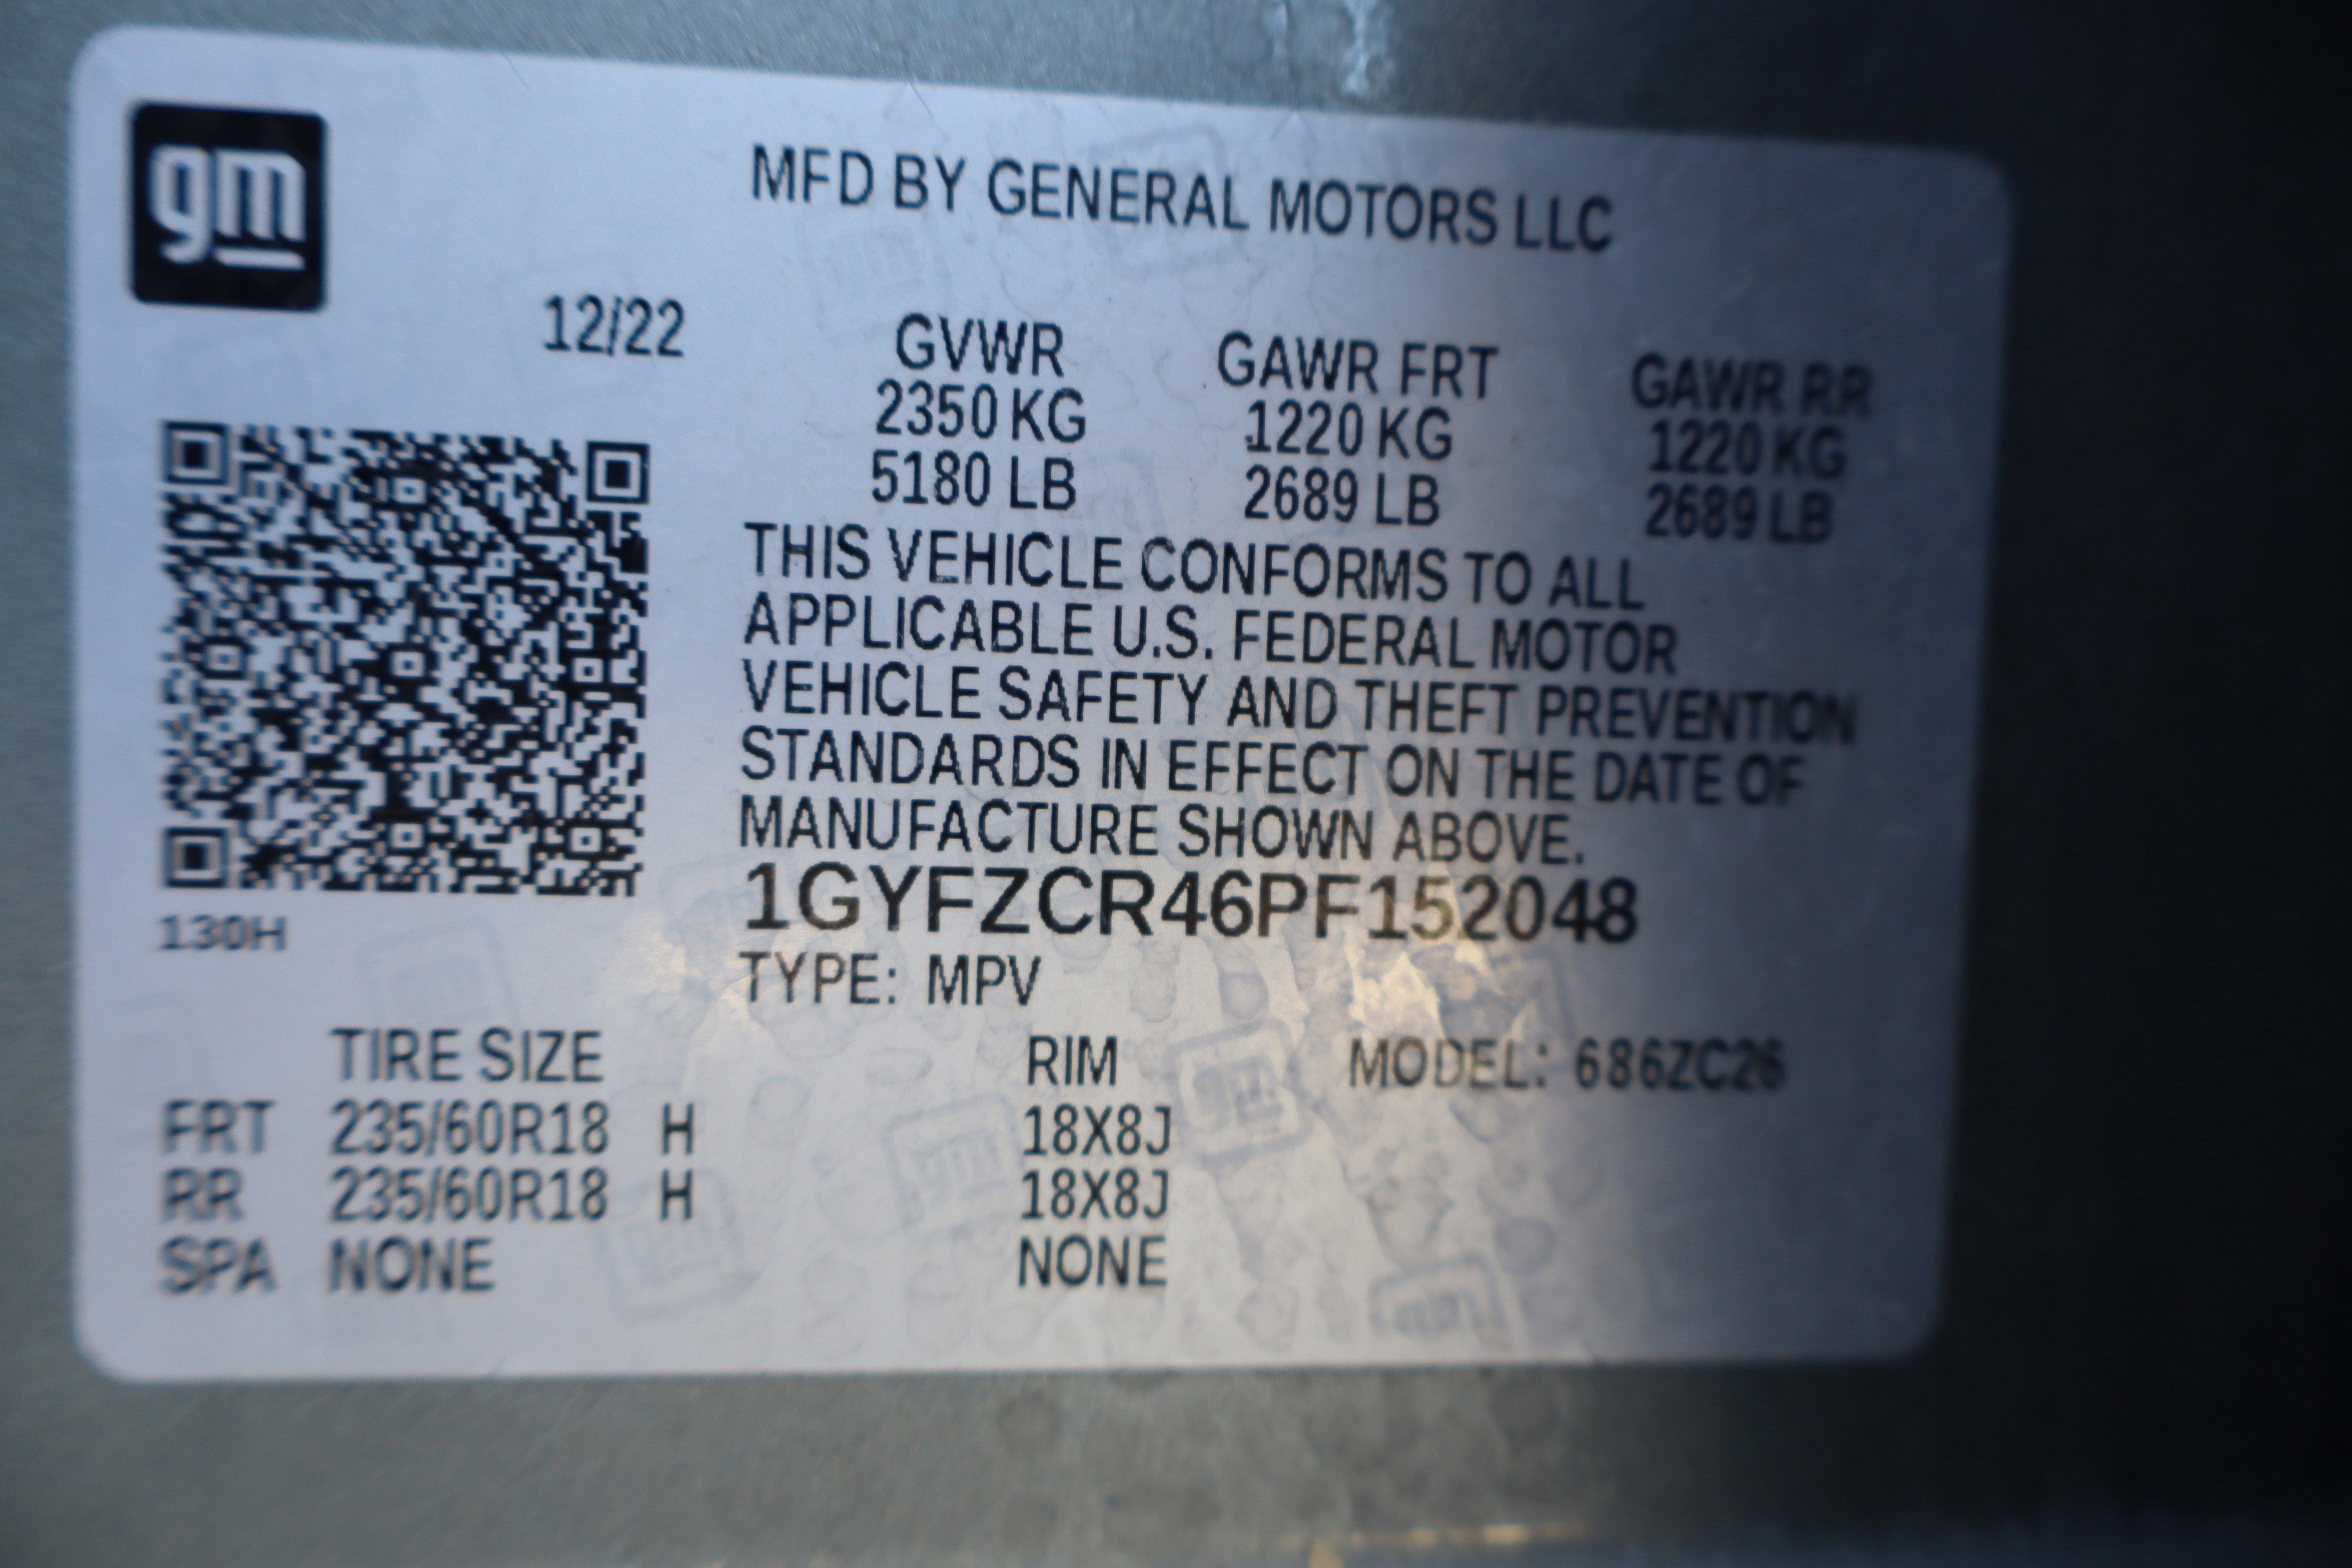 gm
MFD BY GENERAL MOTORS LLC
12/22
GVWR GAWR FRT GAWR RR
2350 KG 1220 KG 1220 KG
5180 LB 2689 LB 2689 LB
THIS VEHICLE CONFORMS TO ALL
APPLICABLE U.S. FEDERAL MOTOR
VEHICLE SAFETY AND THEFT PREVENTION
STANDARDS IN EFFECT ON THE DATE OF
MANUFACTURE SHOWN ABOVE.
1GYFZCR46PF152048
130H
TYPE: MPV
TIRE SIZE RIM MODEL: 686ZC26
FRT 235/60R18 H 18X8J
RR 235/60R18 H 18X8J
SPA NONE NONE